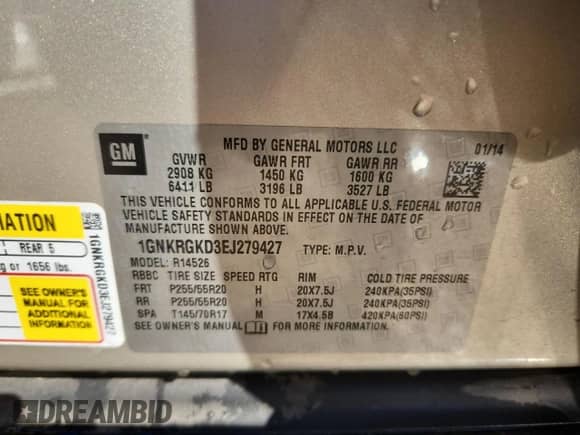 GM
MFD BY GENERAL MOTORS LLC 01/14
GVWR GAWR FRT GAWR RR
2908 KG 1450 KG 1600 KG
6411 LB 3196 LB 3527 LB
THIS VEHICLE CONFORMS TO ALL APPLICABLE U.S. FEDERAL MOTOR
VEHICLE SAFETY STANDARDS IN EFFECT ON THE DATE OF
MANUFACTURE SHOWN ABOVE.
1GNKRGKD3EJ279427 TYPE: M.P.V.
MODEL: R14526
RBBC TIRE SIZE SPEED RTG RIM COLD TIRE PRESSURE
FRT P255/55R20 H 20X7.5J 240KPA(35PSI)
RR P255/55R20 H 20X7.5J 240KPA(35PSI)
SPA T145/70R17 M 17X4.5B 420KPA(60PSI)
SEE OWNER'S MANUAL FOR MORE INFORMATION
MATION
REAR 5
g or 1656 lbs.
SEE OWNER'S
MANUAL FOR
ADDITIONAL
INFORMATION
1GNKRGKD3EJ279427
DREAMBID